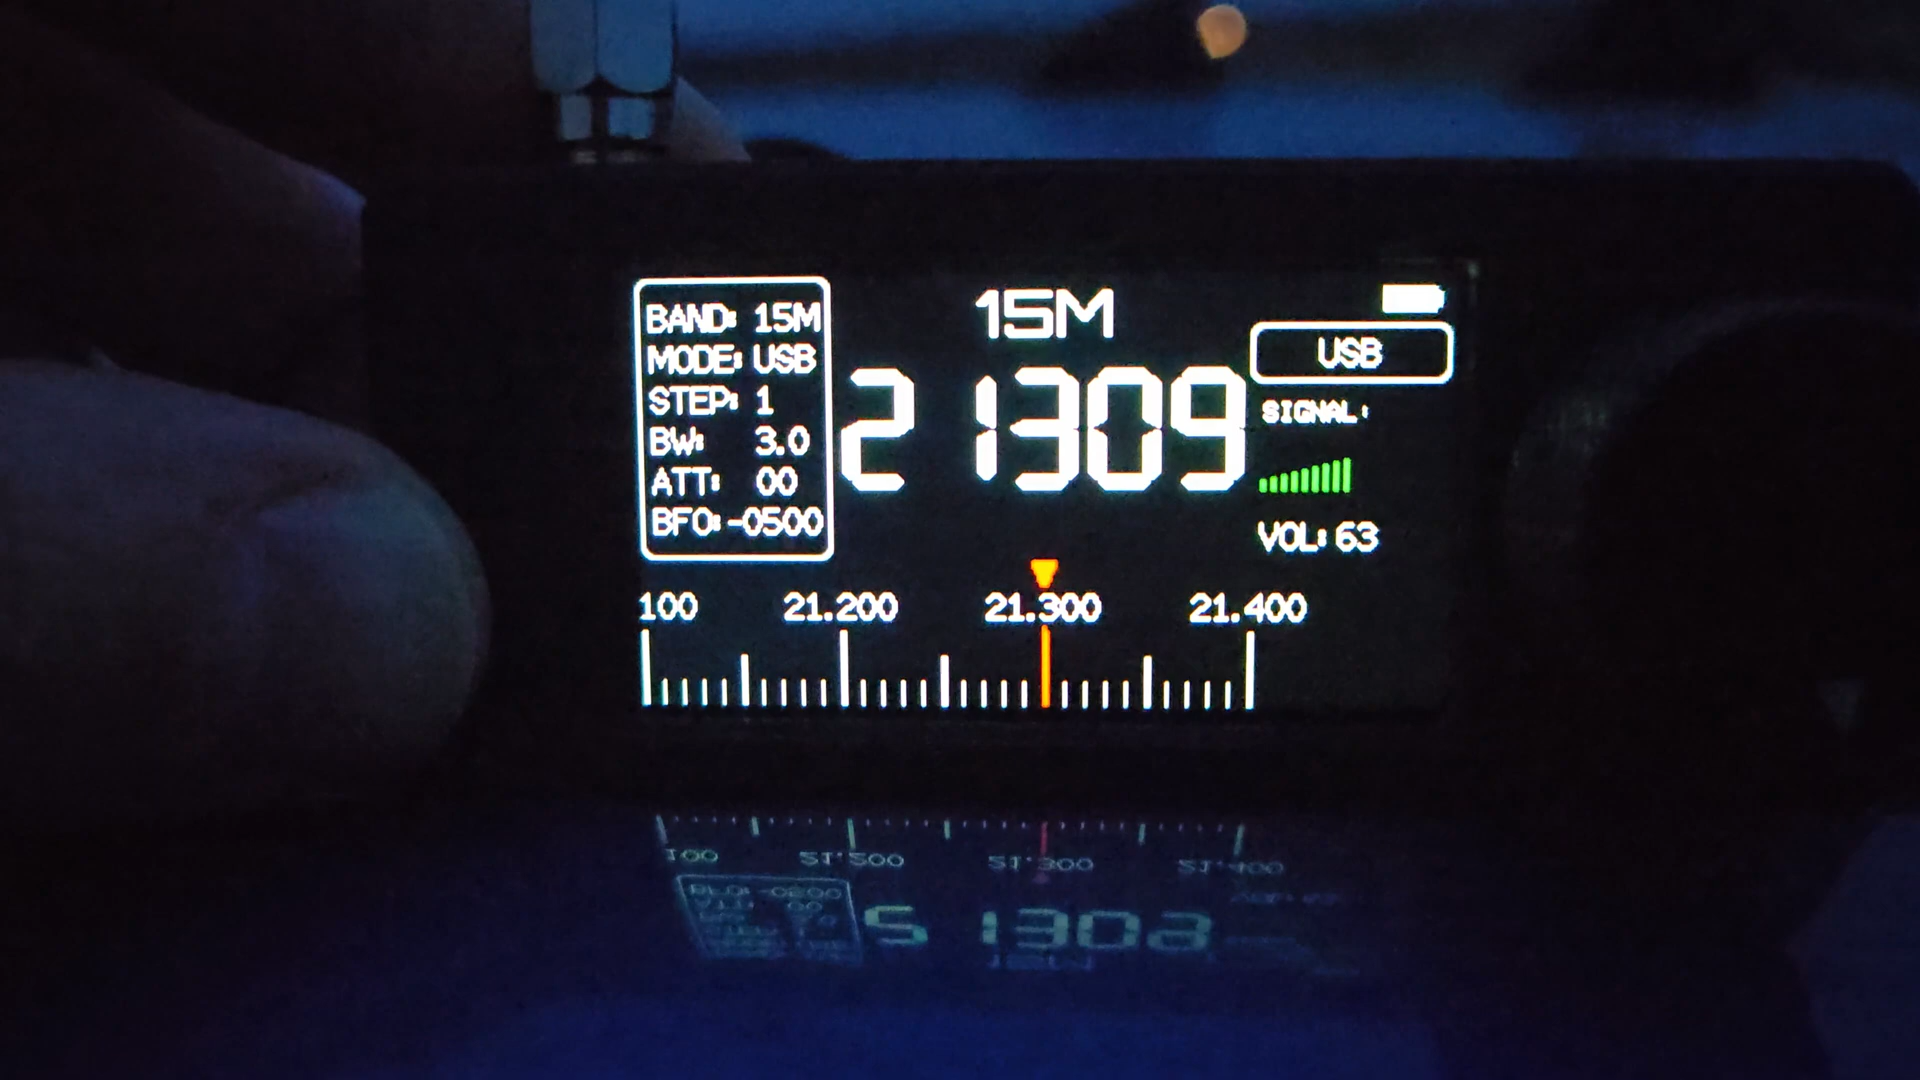 BAND: 15M
MODE: USB
STEP: 1
BW: 3.0
ATT: 00
BFO: -0500
15M
21309
USB
SIGNAL:
VOL: 63
100 21.200 21.300 21.400